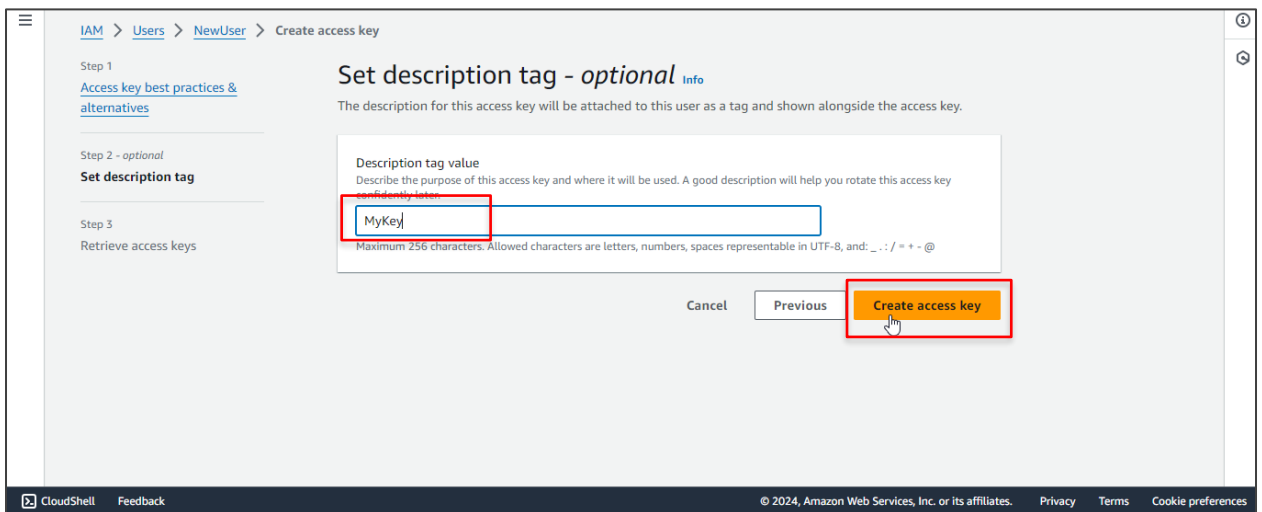 IAM > Users > NewUser > Create access key
Step 1
Access key best practices &
alternatives
Step 2 - optional
Set description tag
Step 3
Retrieve access keys
Set description tag - optional Info
The description for this access key will be attached to this user as a tag and shown alongside the access key.
Description tag value
Describe the purpose of this access key and where it will be used. A good description will help you rotate this access key
confidently later.
MyKey
Maximum 256 characters. Allowed characters are letters, numbers, spaces representable in UTF-8, and: _ . : / = + - @
Cancel Previous Create access key
CloudShell Feedback © 2024, Amazon Web Services, Inc. or its affiliates. Privacy Terms Cookie preferences